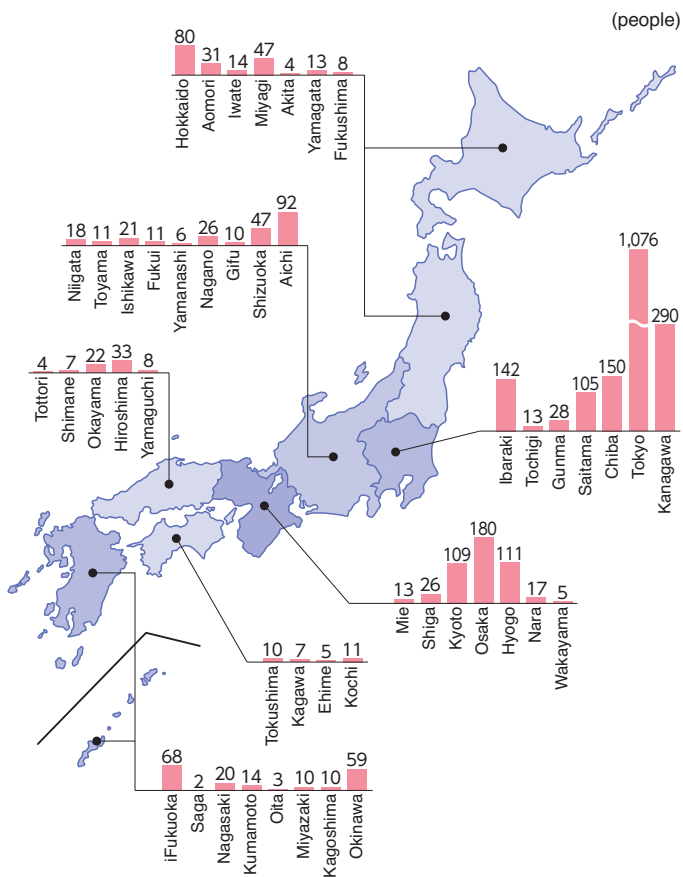 (people)
80 31 14 47 4 13 8
Hokkaido Aomori Iwate Miyagi Akita Yamagata Fukushima
18 11 21 11 6 26 10 47 92
Niigata Toyama Ishikawa Fukui Yamanashi Nagano Gifu Shizuoka Aichi
142 13 28 105 150 1,076 290
Ibaraki Tochigi Gunma Saitama Chiba Tokyo Kanagawa
4 7 22 33 8
Tottori Shimane Okayama Hiroshima Yamaguchi
13 26 109 180 111 17 5
Mie Shiga Kyoto Osaka Hyogo Nara Wakayama
10 7 5 11
Tokushima Kagawa Ehime Kochi
68 2 20 14 3 10 10 59
iFukuoka Saga Nagasaki Kumamoto Oita Miyazaki Kagoshima Okinawa